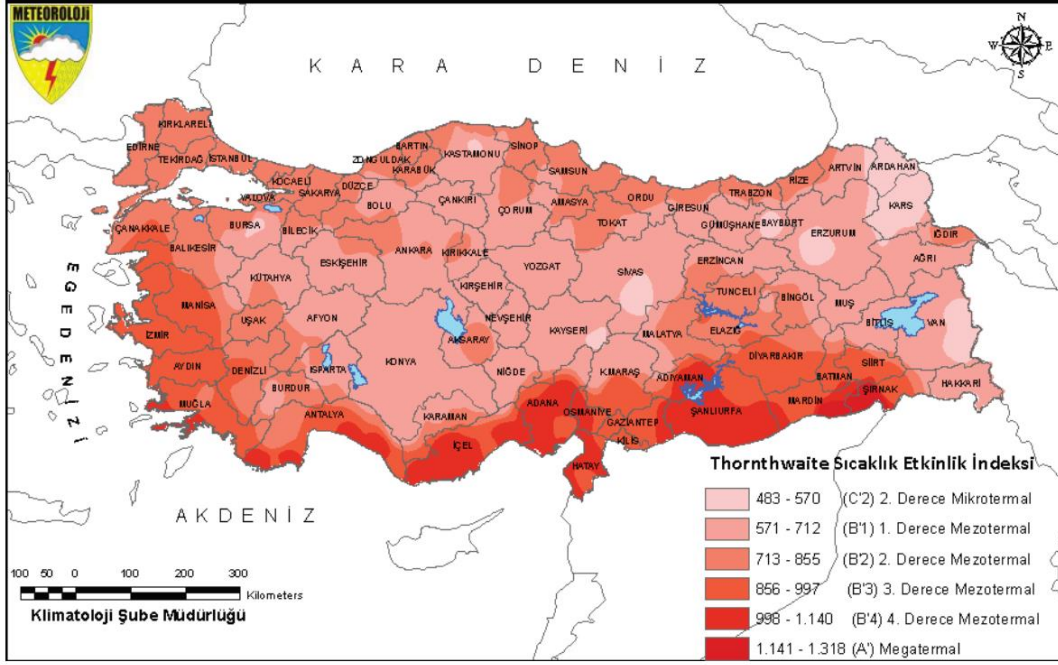 METEOROLOJİ
N
W E
S
KARA DENİZ
KIRKLARELİ
EDİRNE
TEKİRDAĞ İSTANBUL
KOCAELİ
YALOVA
SAKARYA
DÜZCE
ZONGULDAK
BARTIN
KARABÜK
KASTAMONU
SİNOP
SAMSUN
ORDU
GİRESUN
TRABZON
RİZE
ARTVİN
ARDAHAN
KARS
IĞDIR
AĞRI
ERZURUM
BAYBURT
GÜMÜŞHANE
TOKAT
AMASYA
ÇORUM
ÇANKIRI
BOLU
BİLECİK
BURSA
BALIKESİR
ÇANAKKALE
KÜTAHYA
ESKİŞEHİR
ANKARA
KIRIKKALE
YOZGAT
SİVAS
ERZİNCAN
TUNCELİ
BİNGÖL
MUŞ
BİTLİS
VAN
ELAZIĞ
MALATYA
KAYSERİ
NEVŞEHİR
KIRŞEHİR
AKSARAY
KONYA
AFYON
UŞAK
MANİSA
İZMİR
AYDIN
DENİZLİ
ISPARTA
BURDUR
MUĞLA
ANTALYA
KARAMAN
NİĞDE
İÇEL
ADANA
OSMANİYE
K.MARAŞ
HATAY
GAZİANTEP
KİLİS
ADIYAMAN
ŞANLIURFA
DİYARBAKIR
MARDİN
BATMAN
SİİRT
ŞIRNAK
HAKKARİ
EGE DENİZİ
AKDENİZ
Thornthwaite Sıcaklık Etkinlik İndeksi
483 - 570 (C'2) 2. Derece Mikrotermal
571 - 712 (B'1) 1. Derece Mezotermal
713 - 855 (B'2) 2. Derece Mezotermal
856 - 997 (B'3) 3. Derece Mezotermal
998 - 1.140 (B'4) 4. Derece Mezotermal
1.141 - 1.318 (A') Megatermal
100 50 0 100 200 300
Kilometers
Klimatoloji Şube Müdürlüğü